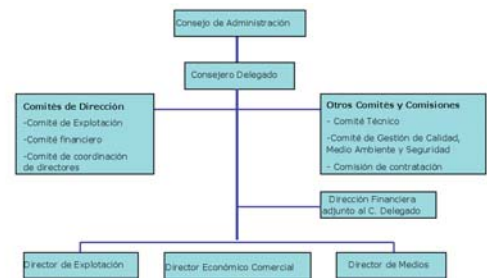 Consejo de Administración
Consejero Delegado
Comités de Dirección
-Comité de Explotación
-Comité financiero
-Comité de coordinación
de directores
Otros Comités y Comisiones
- Comité Técnico
-Comité de Gestión de Calidad,
Medio Ambiente y Seguridad
- Comisión de contratación
Dirección Financiera
adjunto al C. Delegado
Director de Explotación
Director Económico Comercial
Director de Medios